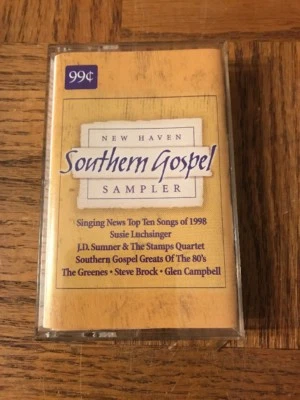 99¢
NEW HAVEN
Southern Gospel
SAMPLER
Singing News Top Ten Songs of 1998
Susie Luchsinger
J.D. Sumner & The Stamps Quartet
Southern Gospel Greats Of The 80's
The Greenes • Steve Brock • Glen Campbell